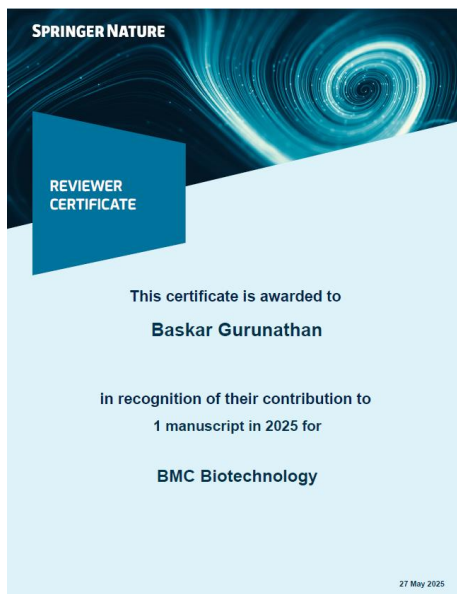 SPRINGER NATURE
REVIEWER
CERTIFICATE
This certificate is awarded to
Baskar Gurunathan
in recognition of their contribution to
1 manuscript in 2025 for
BMC Biotechnology
27 May 2025